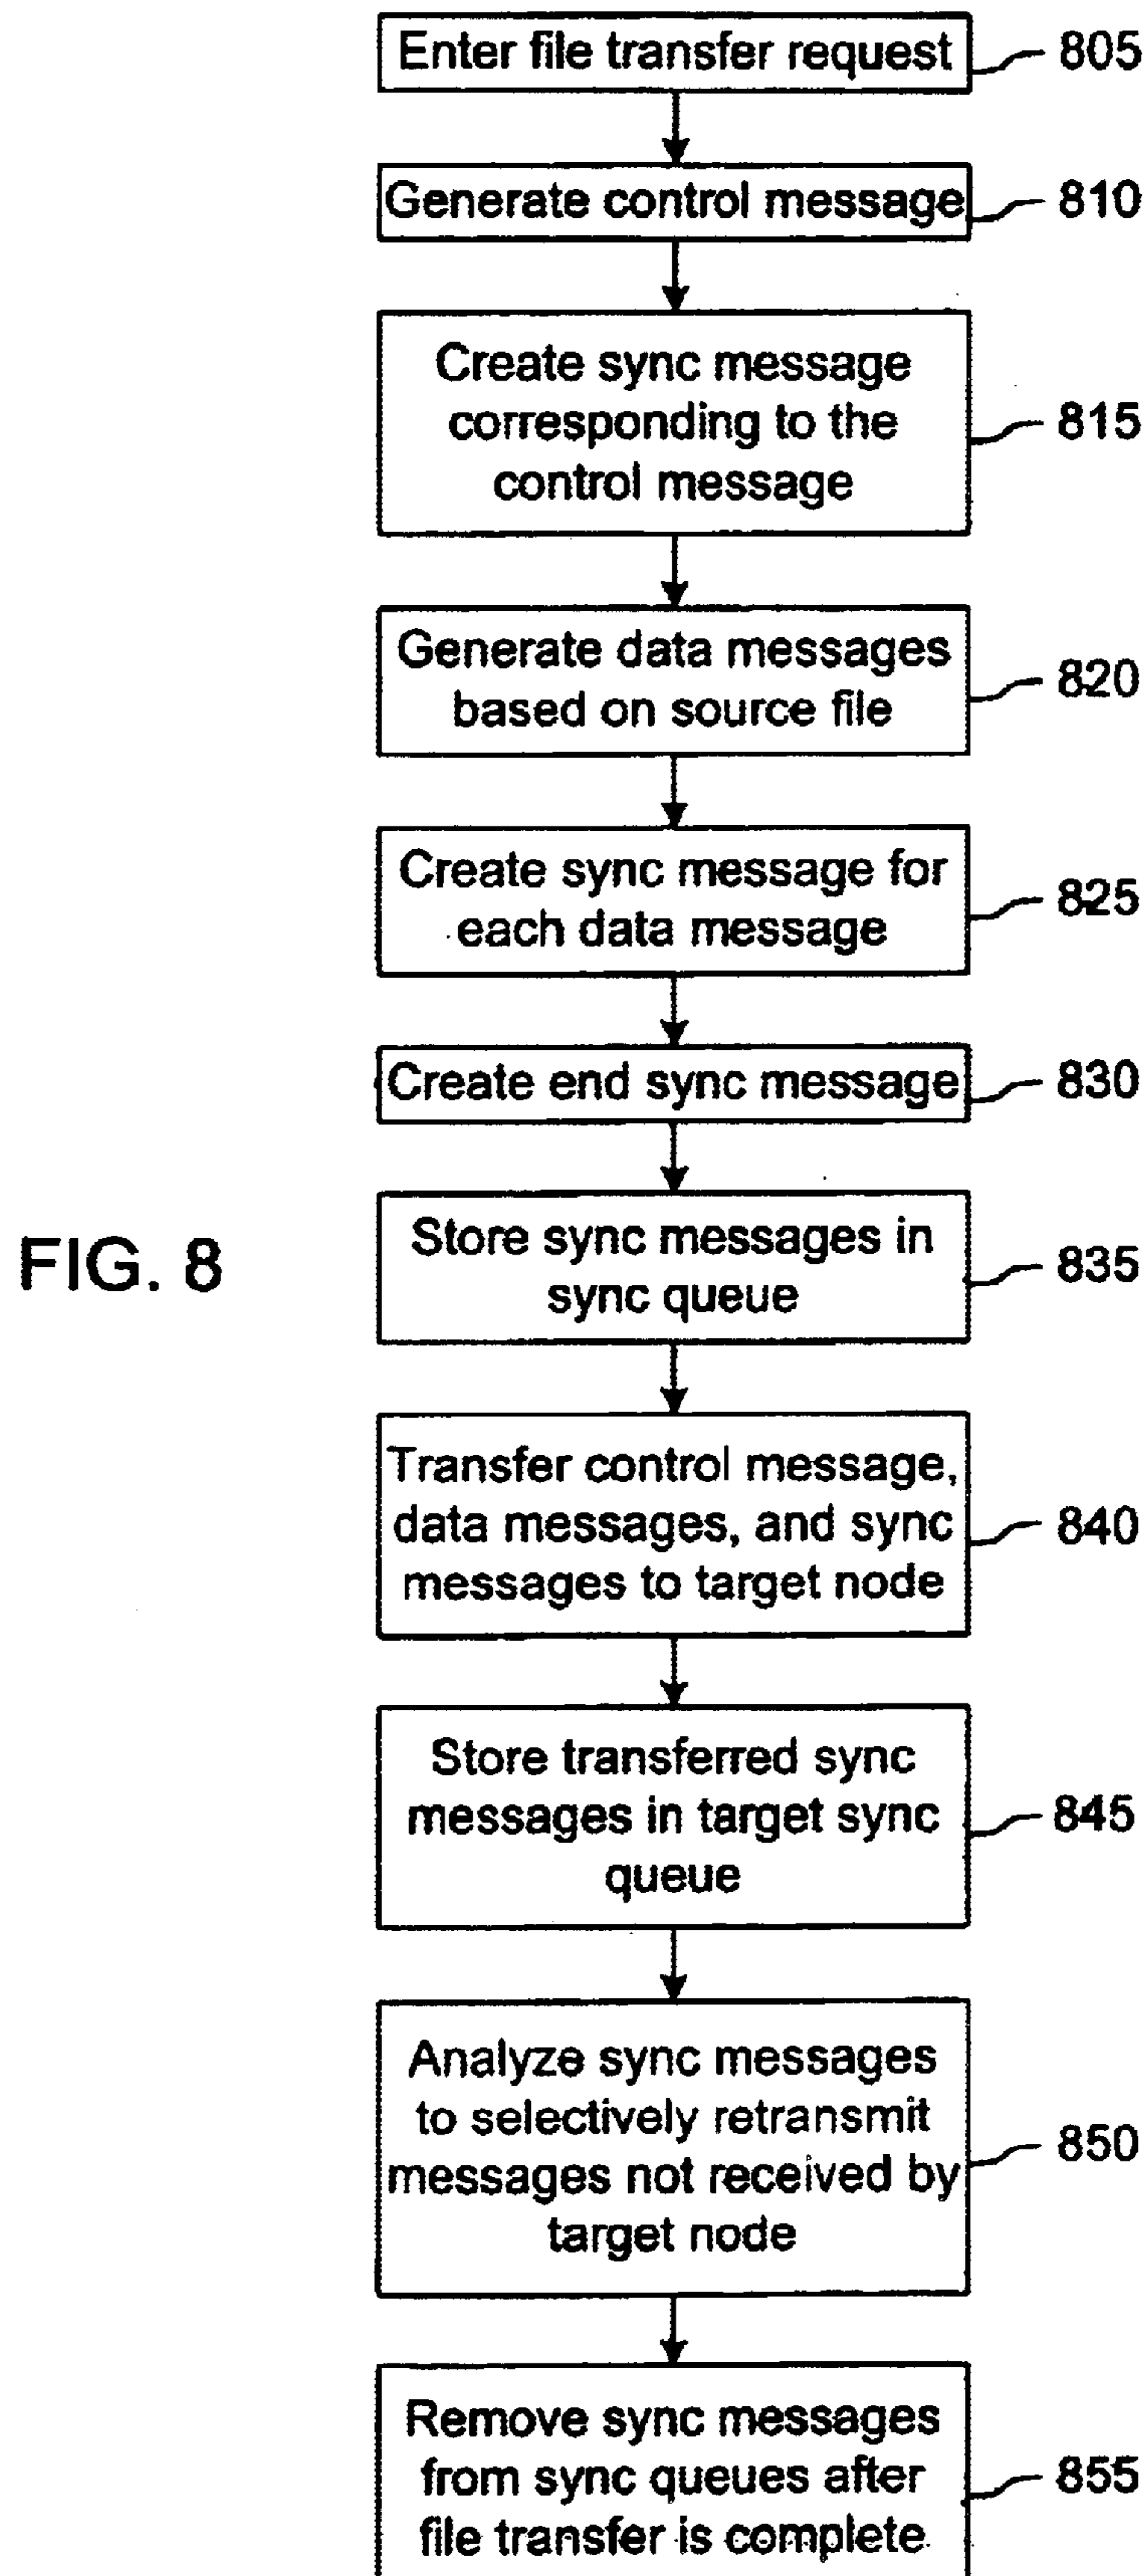 Enter file transfer request
805
Generate control message
810
Create sync message
corresponding to the
control message
815
Generate data messages
based on source file
820
Create sync message for
each data message
825
Create end sync message
830
FIG. 8
Store sync messages in
sync queue
835
Transfer control message,
data messages, and sync
messages to target node
840
Store transferred sync
messages in target sync
queue
845
Analyze sync messages
to selectively retransmit
messages not received by
target node
850
Remove sync messages
from sync queues after
file transfer is complete
855